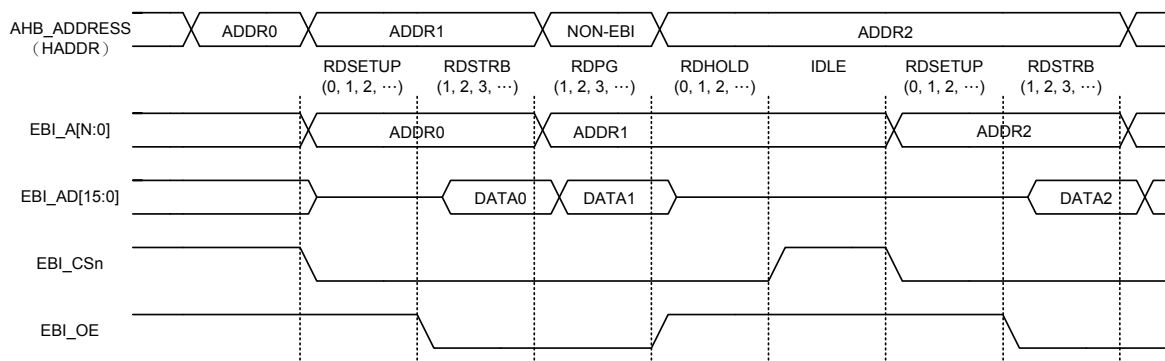 AHB_ADDRESS
（HADDR）
ADDR0 ADDR1 NON-EBI ADDR2
RDSETUP RDSTRB RDPG RDHOLD IDLE RDSETUP RDSTRB
(0, 1, 2, ⋯) (1, 2, 3, ⋯) (1, 2, 3, ⋯) (0, 1, 2, ⋯) (0, 1, 2, ⋯) (1, 2, 3, ⋯)
EBI_A[N:0] ADDR0 ADDR1 ADDR2
EBI_AD[15:0] DATA0 DATA1 DATA2
EBI_CSn
EBI_OE